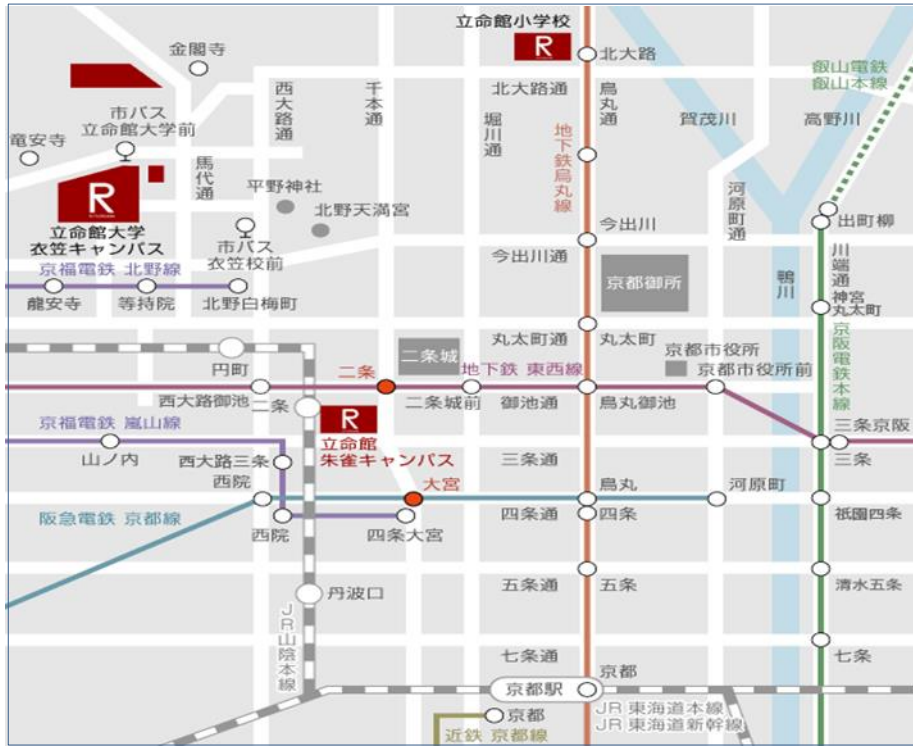 立命館小学校
R
北大路
金閣寺
叡山電鉄
叡山本線
西大路通
千本通
北大路通
烏丸通
堀川通
賀茂川
高野川
市バス
立命館大学前
竜安寺
地下鉄烏丸線
馬代通
R
平野神社
河原町通
北野天満宮
出町柳
今出川
立命館大学
衣笠キャンパス
市バス
衣笠校前
今出川通
京都御所
鴨川
川端通
京福電鉄 北野線
神宮
丸太町
龍安寺
等持院
北野白梅町
丸太町通
丸太町
京阪電鉄本線
二条城
京都市役所
円町
二条
地下鉄 東西線
京都市役所前
西大路御池
二条
二条城前
御池通
烏丸御池
R
京福電鉄 嵐山線
立命館
朱雀キャンパス
三条京阪
山ノ内
西大路三条
三条通
三条
西院
大宮
烏丸
河原町
阪急電鉄 京都線
西院
四条大宮
四条通
四条
祇園四条
丹波口
五条通
五条
清水五条
JR山陰本線
七条通
京都
七条
京都駅
JR 東海道本線
京都
JR 東海道新幹線
近鉄 京都線